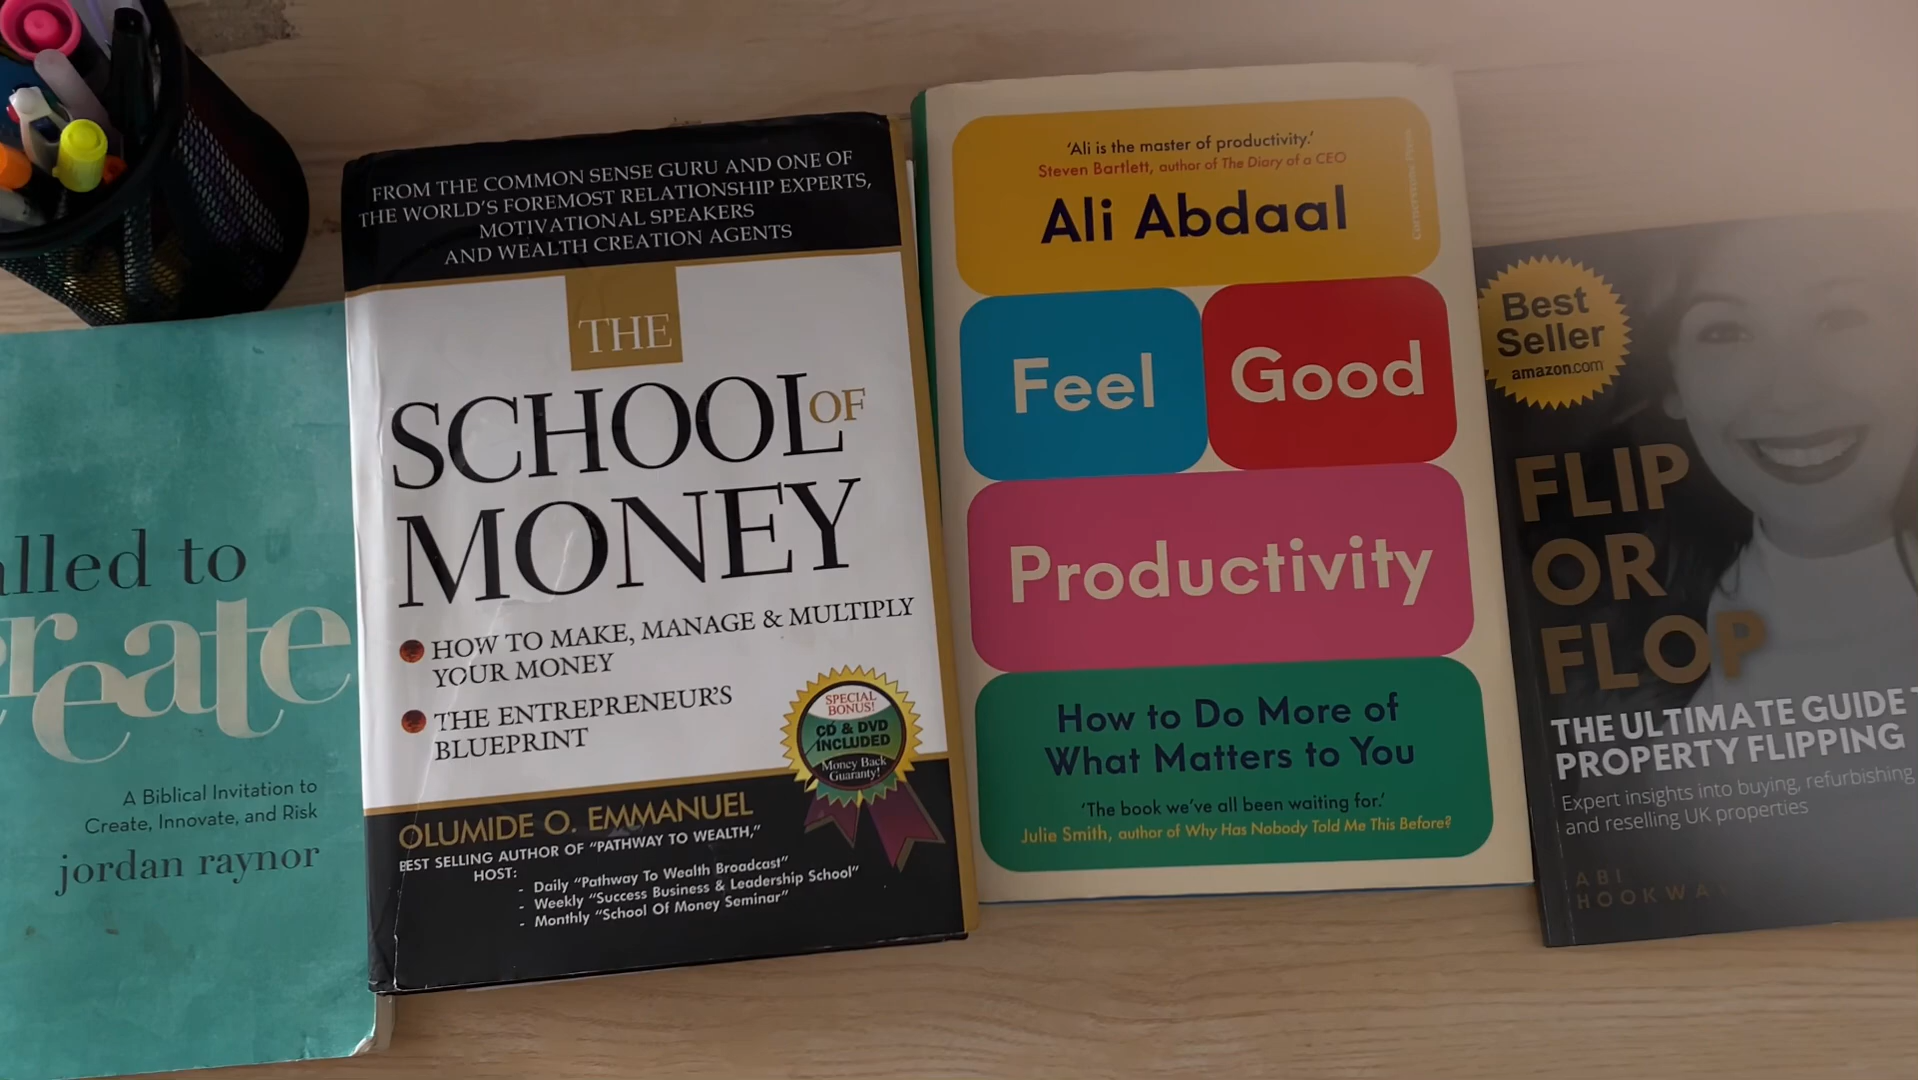 alled to
create
A Biblical Invitation to
Create, Innovate, and Risk
jordan raynor
FROM THE COMMON SENSE GURU AND ONE OF
THE WORLD'S FOREMOST RELATIONSHIP EXPERTS,
MOTIVATIONAL SPEAKERS
AND WEALTH CREATION AGENTS
THE
SCHOOL OF
MONEY
HOW TO MAKE, MANAGE & MULTIPLY
YOUR MONEY
THE ENTREPRENEUR'S
BLUEPRINT
SPECIAL
BONUS!
CD & DVD
INCLUDED
Money Back
Guaranty!
OLUMIDE O. EMMANUEL
BEST SELLING AUTHOR OF "PATHWAY TO WEALTH,"
HOST:
- Daily "Pathway To Wealth Broadcast"
- Weekly "Success Business & Leadership School"
- Monthly "School Of Money Seminar"
'Ali is the master of productivity.'
Steven Bartlett, author of The Diary of a CEO
Ali Abdaal
Cornerstone Press
Feel Good
Productivity
How to Do More of
What Matters to You
'The book we've all been waiting for.'
Julie Smith, author of Why Has Nobody Told Me This Before?
Best
Seller
amazon.com
FLIP
OR
FLOP
THE ULTIMATE GUIDE T
PROPERTY FLIPPING
Expert insights into buying, refurbishing
and reselling UK properties
ABI
HOOKWA